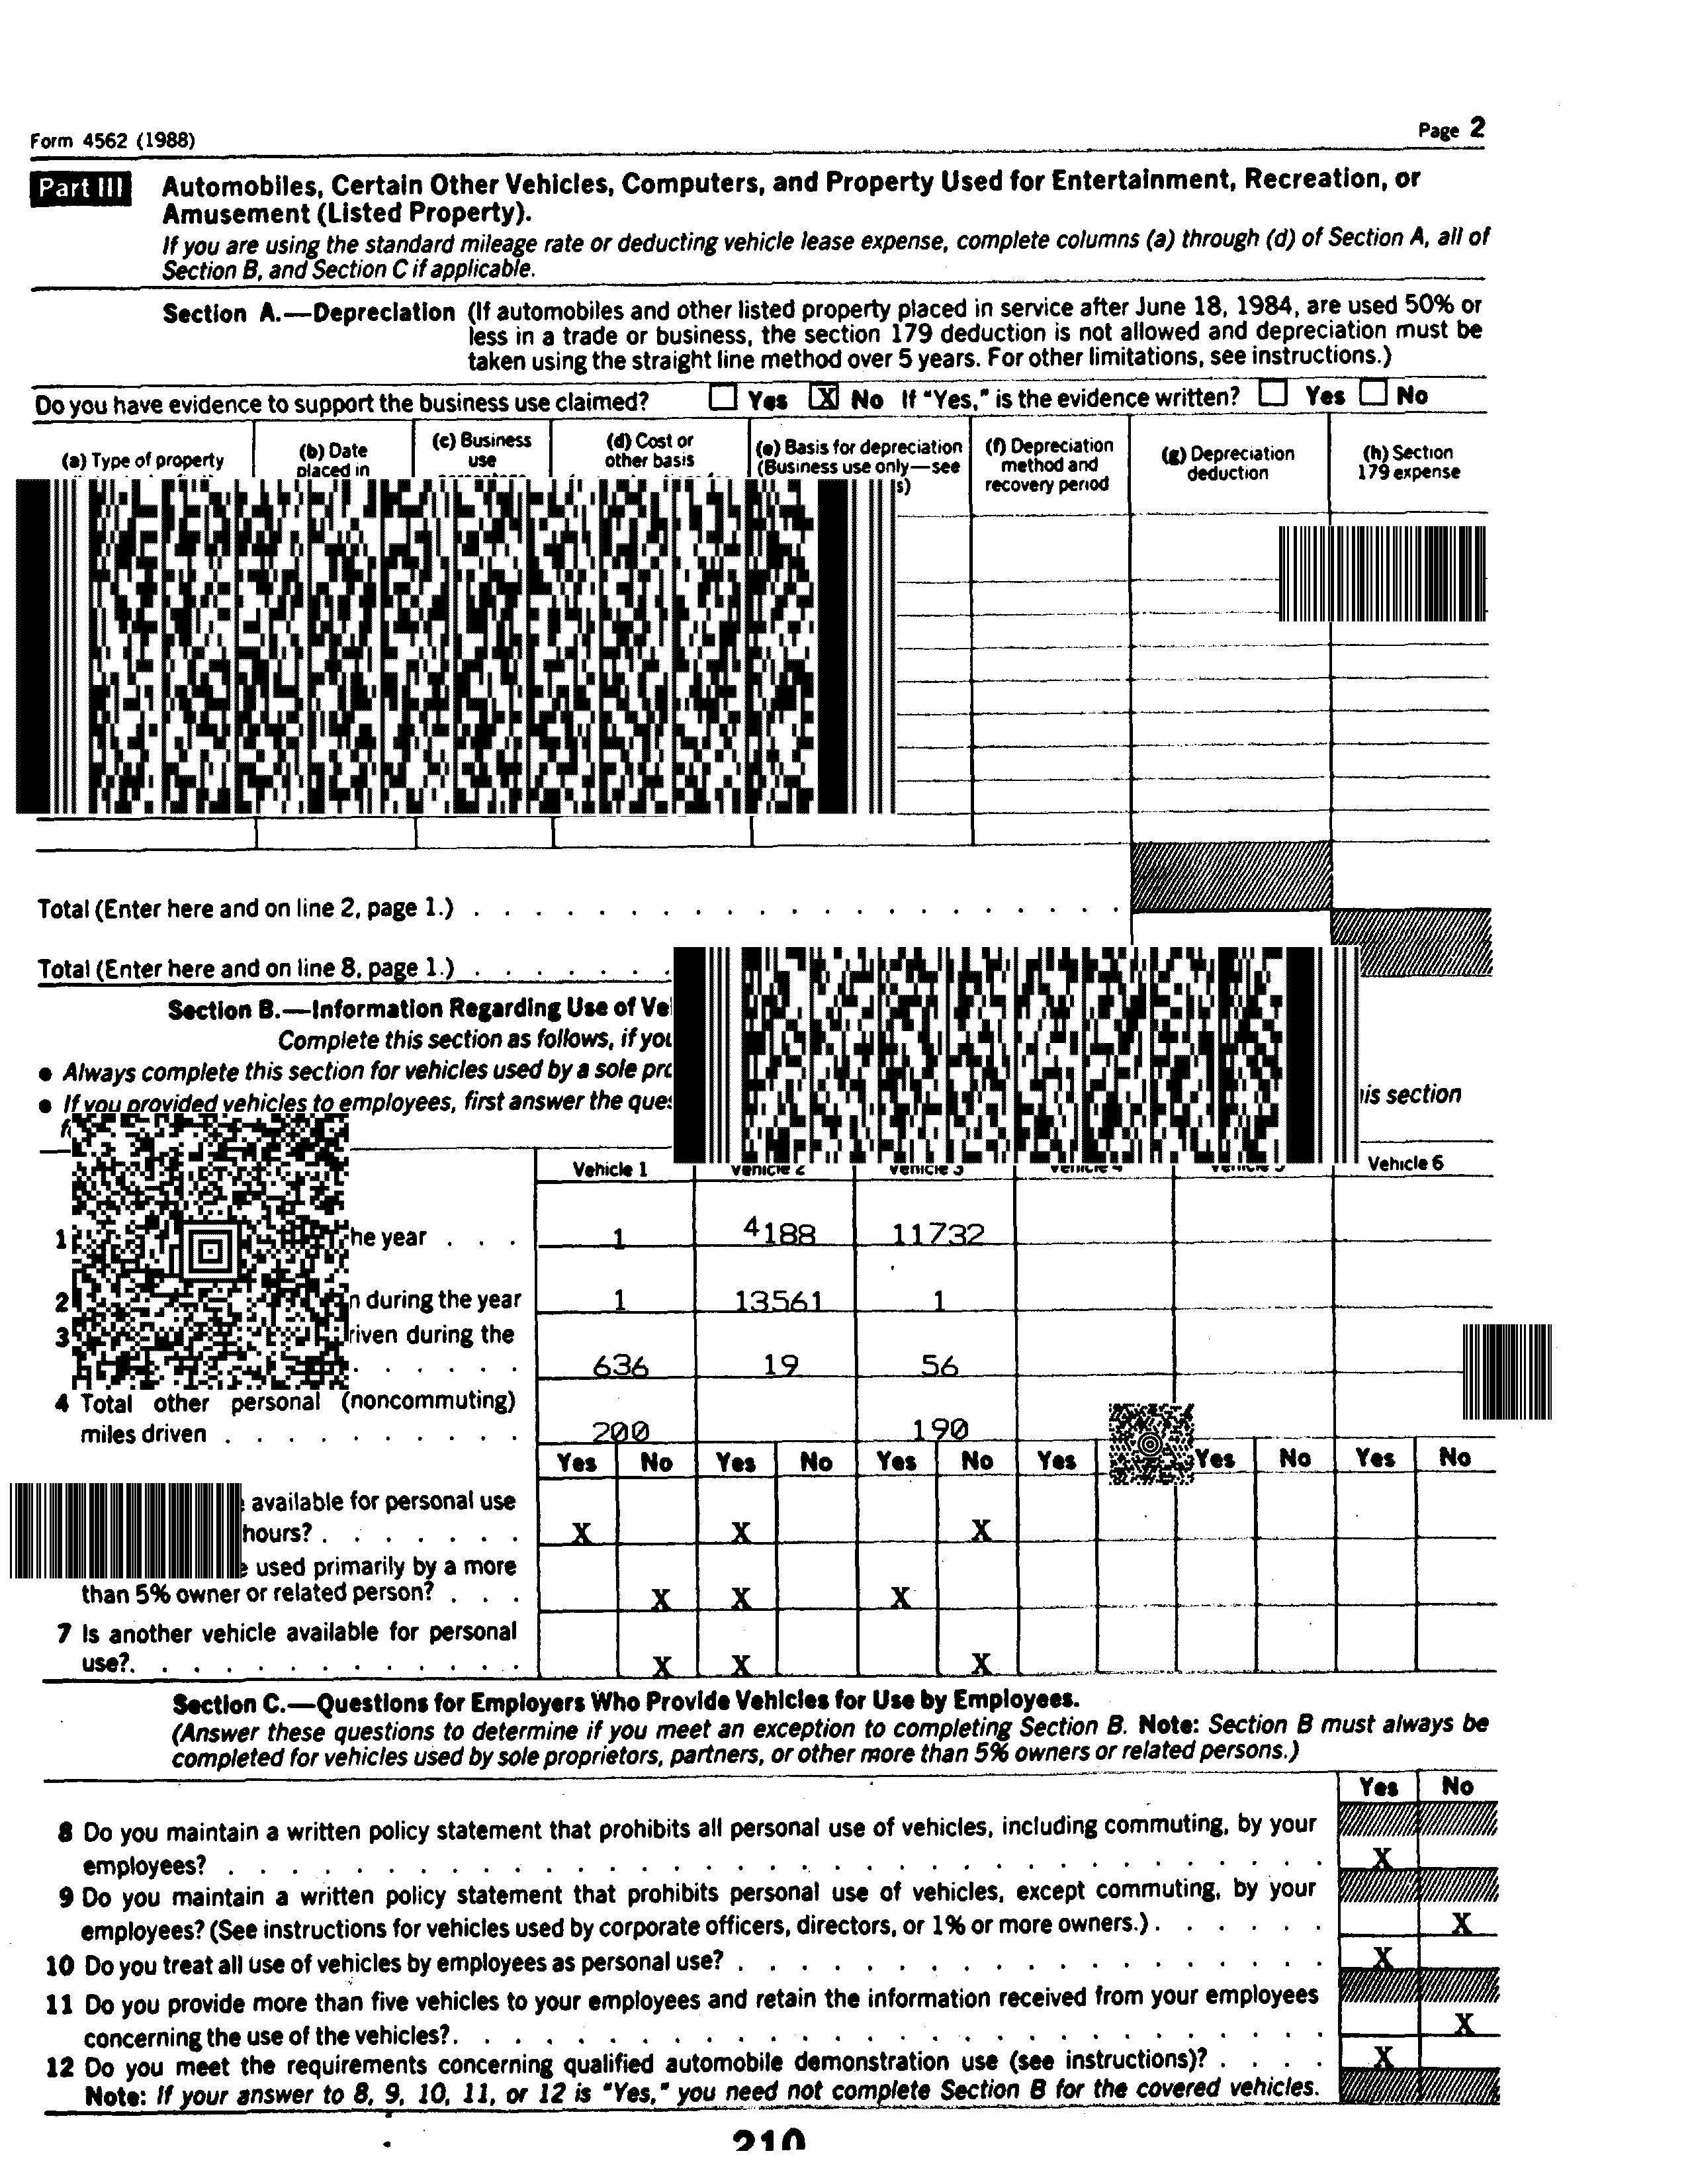 Form 4562 (1988)
Page 2
Part III
Automobiles, Certain Other Vehicles, Computers, and Property Used for Entertainment, Recreation, or
Amusement (Listed Property).
If you are using the standard mileage rate or deducting vehicle lease expense, complete columns (a) through (d) of Section A, all of
Section B, and Section C if applicable.
Section A.—Depreciation (If automobiles and other listed property placed in service after June 18, 1984, are used 50% or
less in a trade or business, the section 179 deduction is not allowed and depreciation must be
taken using the straight line method over 5 years. For other limitations, see instructions.)
Do you have evidence to support the business use claimed? Yes X No If "Yes," is the evidence written? Yes No
(a) Type of property
(b) Date
placed in
(c) Business
use
(d) Cost or
other basis
(e) Basis for depreciation
(Business use only—see
(f) Depreciation
method and
recovery period
(g) Depreciation
deduction
(h) Section
179 expense
Total (Enter here and on line 2, page 1.)
Total (Enter here and on line 8, page 1.)
Section B.—Information Regarding Use of
Complete this section as follows, if you
Always complete this section for vehicles used by a sole
If you provided vehicles to employees, first answer the
section
Vehicle 1 Vehicle 2 Vehicle 3 Vehicle 4 Vehicle 5 Vehicle 6
1 the year . . . 1 4188 11732
2 during the year 1 13561 1
3 driven during the
. . . . . . 636 19 56
4 Total other personal (noncommuting)
miles driven . . . . . . . . . . 200 190
Yes No Yes No Yes No Yes Yes No Yes No
available for personal use
hours? . . . . . . . X X X
used primarily by a more
than 5% owner or related person? . . . X X X
7 Is another vehicle available for personal
use?. . . . . . . . . . . . . X X X
Section C.—Questions for Employers Who Provide Vehicles for Use by Employees.
(Answer these questions to determine if you meet an exception to completing Section B. Note: Section B must always be
completed for vehicles used by sole proprietors, partners, or other more than 5% owners or related persons.)
Yes No
8 Do you maintain a written policy statement that prohibits all personal use of vehicles, including commuting, by your
employees? X
9 Do you maintain a written policy statement that prohibits personal use of vehicles, except commuting, by your
employees? (See instructions for vehicles used by corporate officers, directors, or 1% or more owners.) . . . . . . X
10 Do you treat all use of vehicles by employees as personal use? X
11 Do you provide more than five vehicles to your employees and retain the information received from your employees
concerning the use of the vehicles?. X
12 Do you meet the requirements concerning qualified automobile demonstration use (see instructions)? . . . . X
Note: If your answer to 8, 9, 10, 11, or 12 is "Yes," you need not complete Section B for the covered vehicles.
210